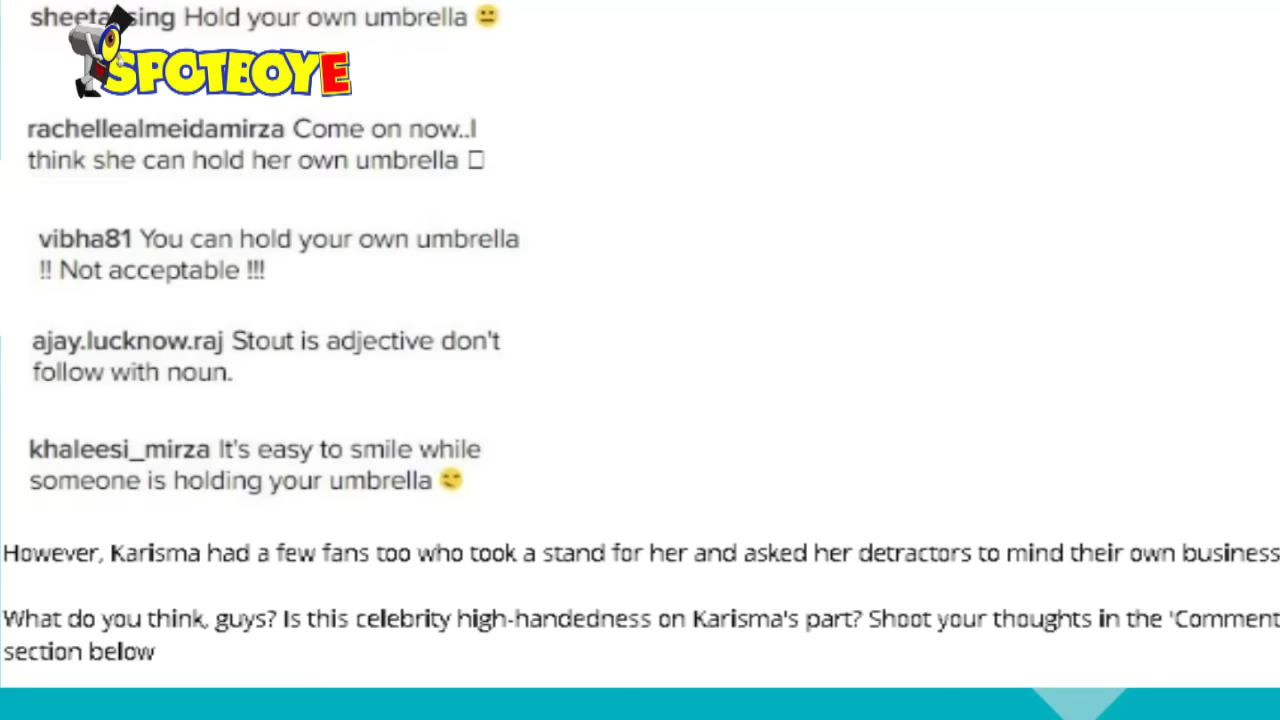 Hold your own umbrella 😐
SPOTBOYE
rachellealmeidamirza Come on now..I
think she can hold her own umbrella □
vibha81 You can hold your own umbrella
!! Not acceptable !!!
ajay.lucknow.raj Stout is adjective don't
follow with noun.
khaleesi_mirza It's easy to smile while
someone is holding your umbrella 😉
However, Karisma had a few fans too who took a stand for her and asked her detractors to mind their own business
What do you think, guys? Is this celebrity high-handedness on Karisma's part? Shoot your thoughts in the 'Comment
section below